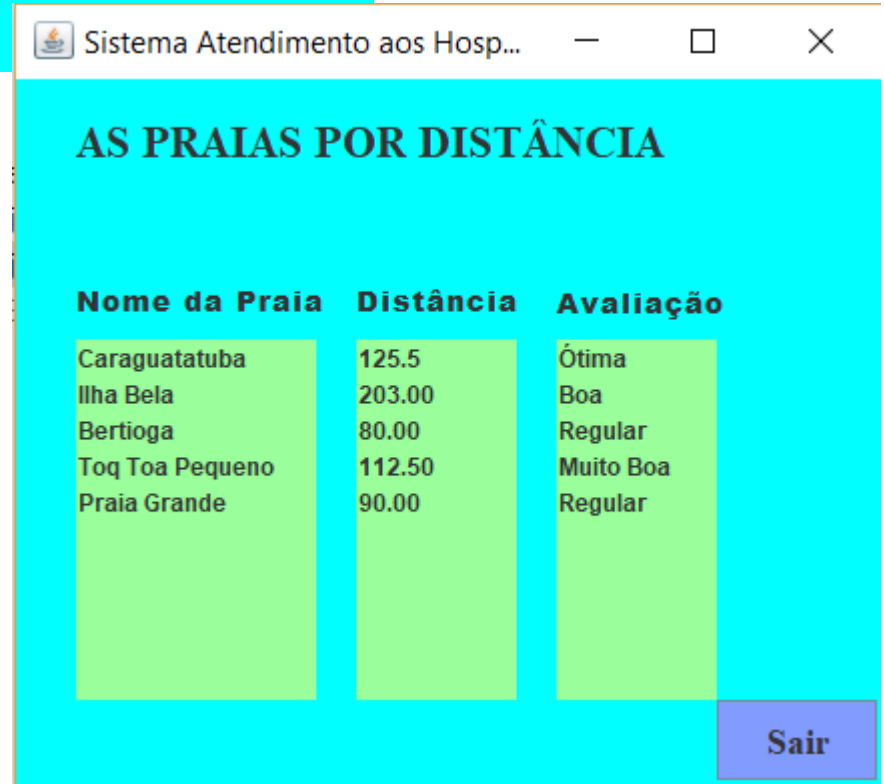 Sistema Atendimento aos Hosp...
AS PRAIAS POR DISTÂNCIA
Nome da Praia Distância Avaliação
Caraguatatuba 125.5 Ótima
Ilha Bela 203.00 Boa
Bertioga 80.00 Regular
Toq Toa Pequeno 112.50 Muito Boa
Praia Grande 90.00 Regular
Sair